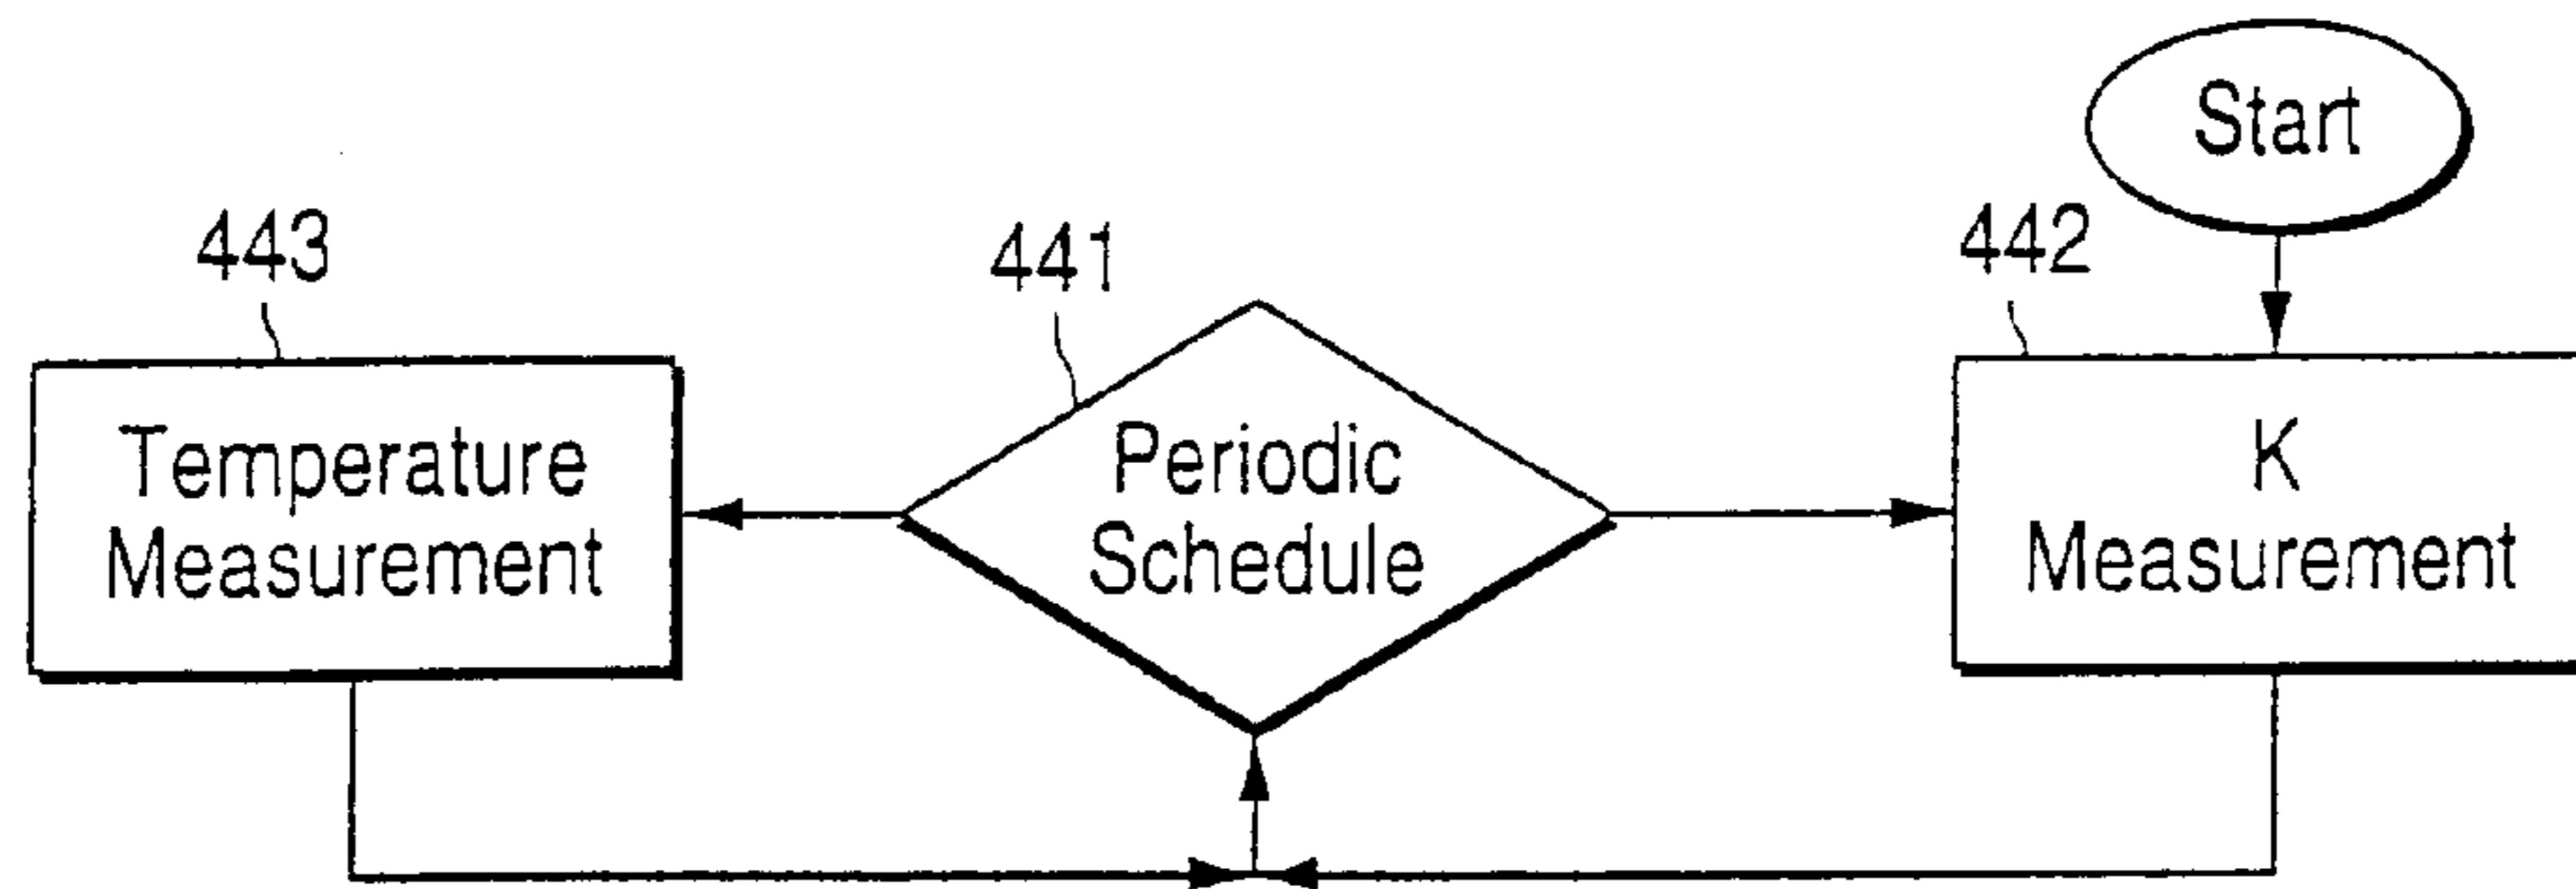 Start
443
441
442
Temperature
Measurement
Periodic
Schedule
K
Measurement